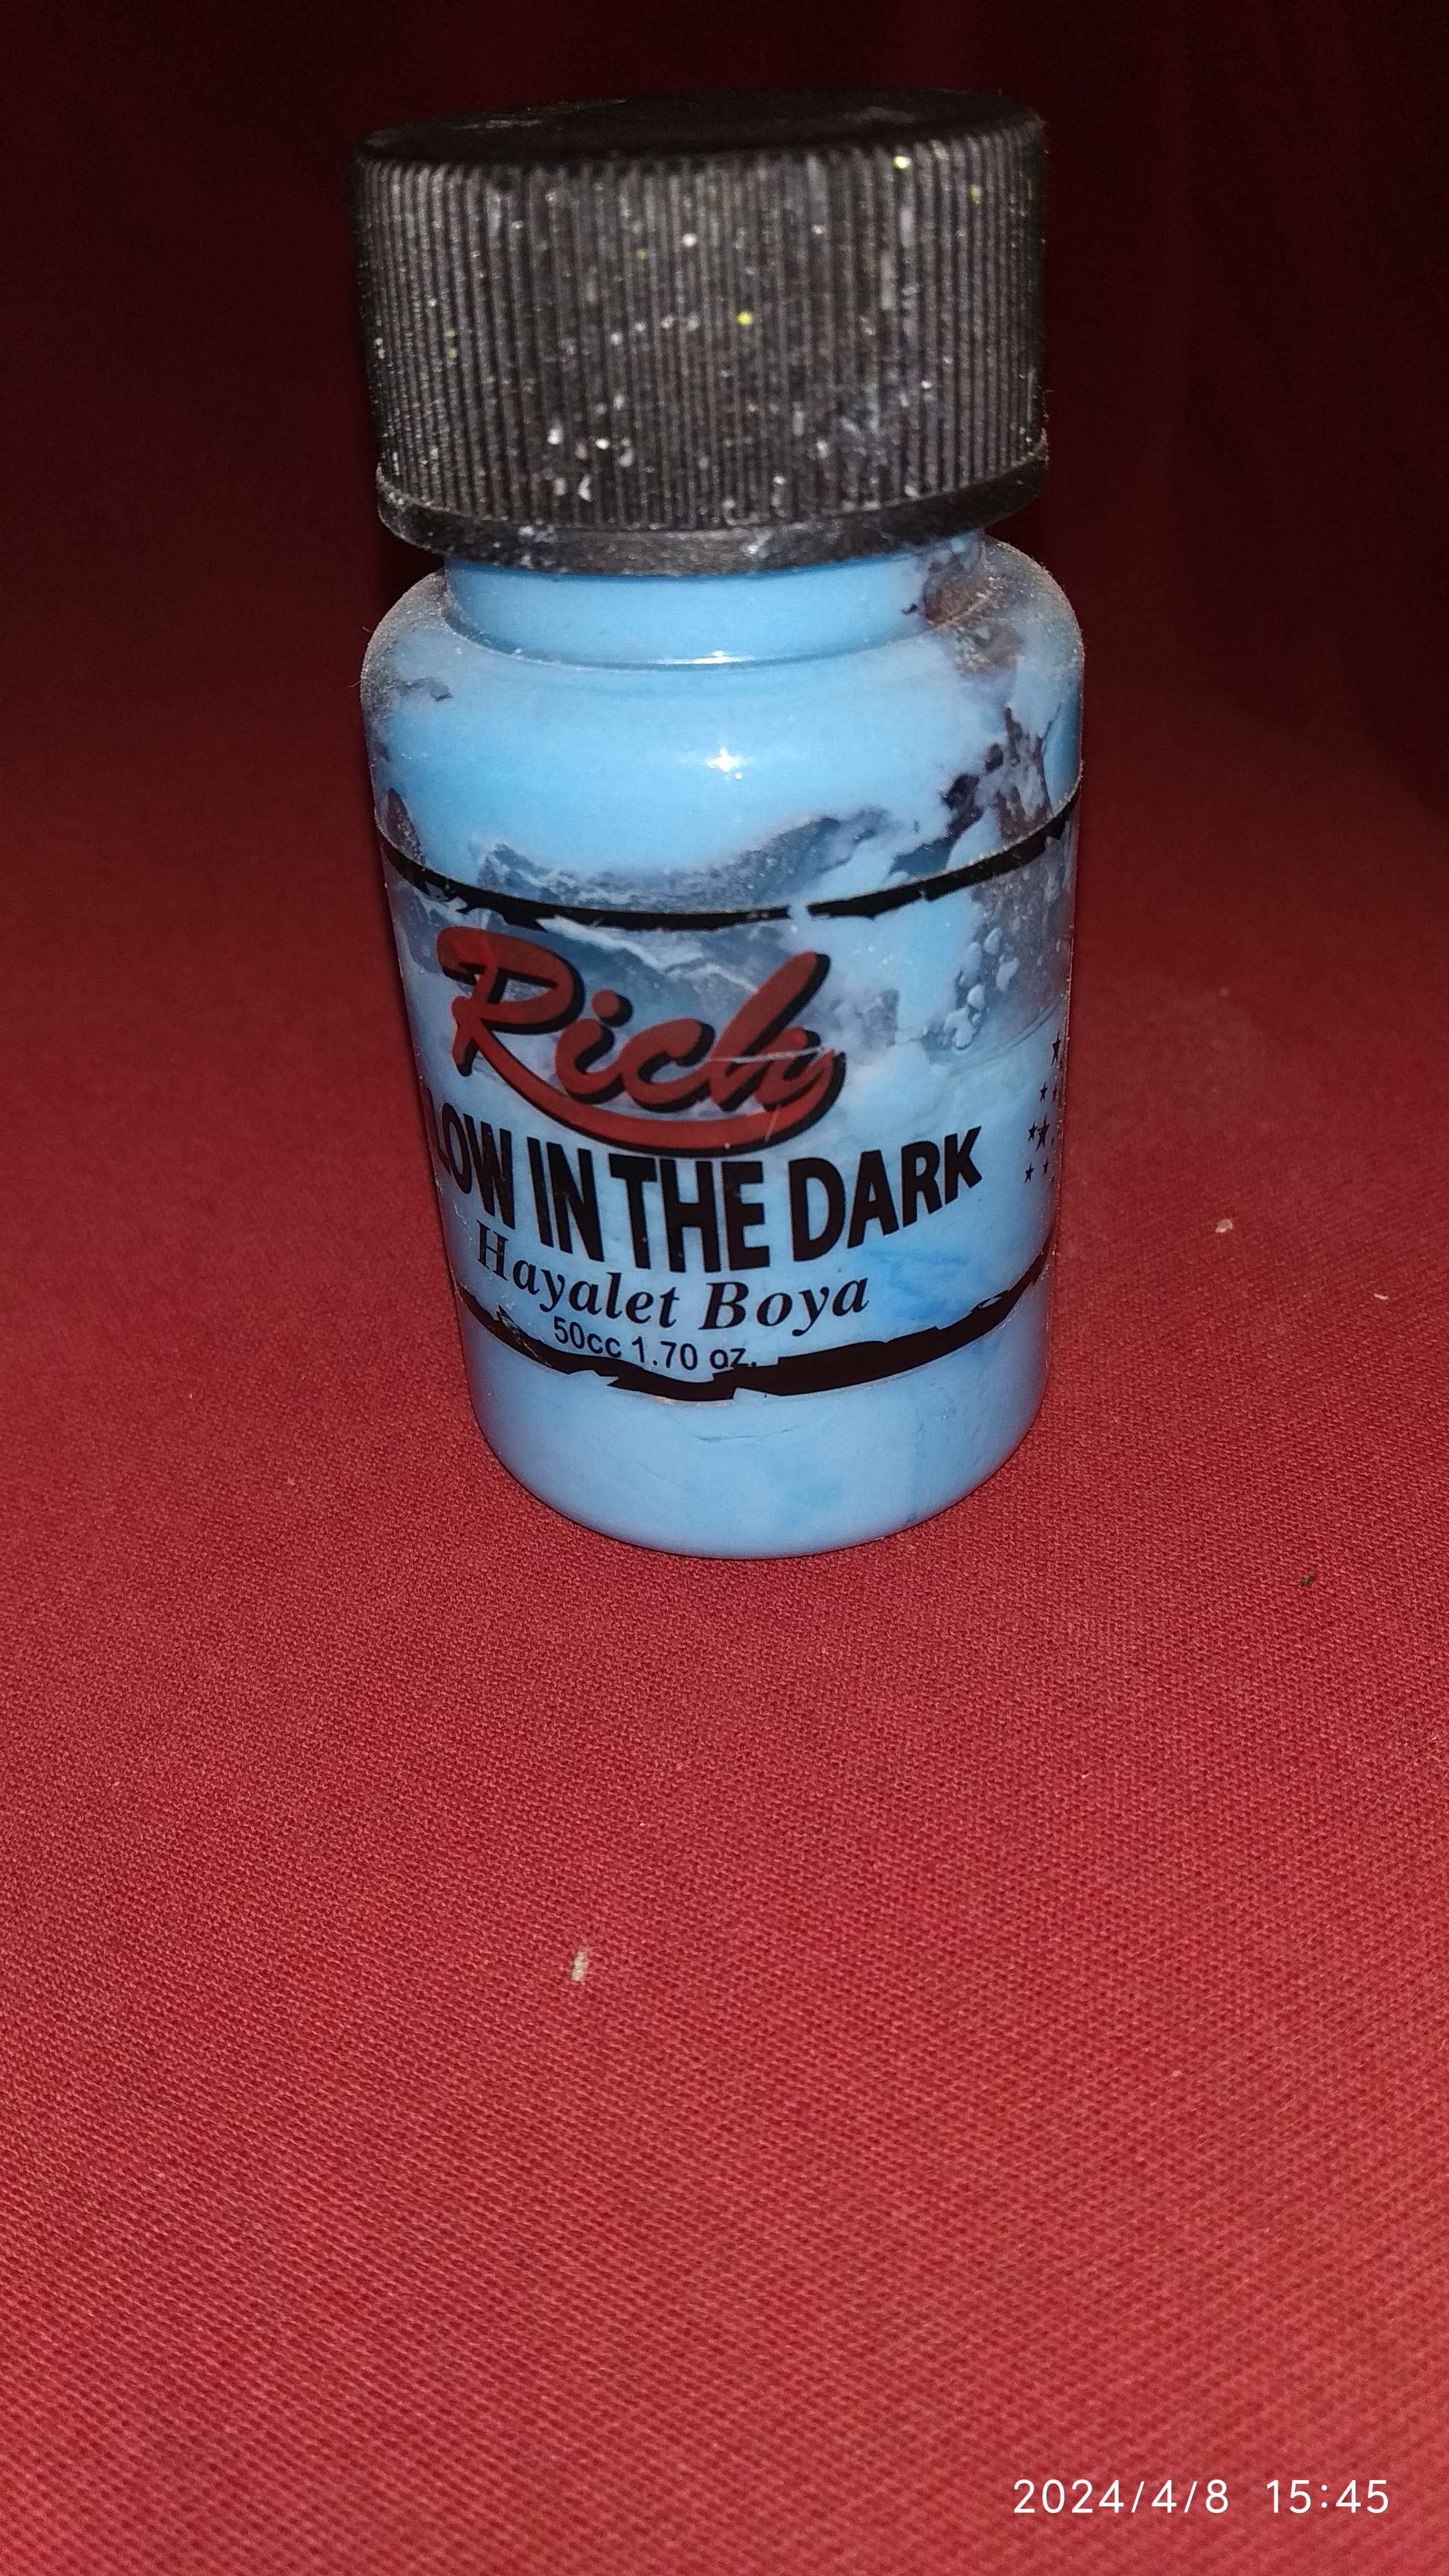 Rich
LOW IN THE DARK
Hayalet Boya
50cc 1.70 oz.
2024/4/8 15:45